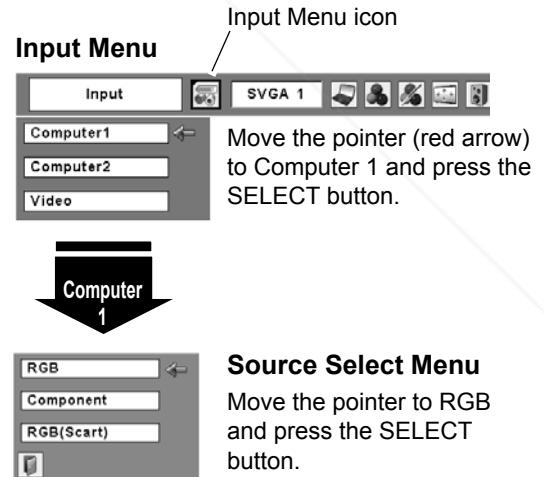 Input Menu icon
Input Menu
Input
SVGA 1
Computer1
Computer2
Video
Move the pointer (red arrow)
to Computer 1 and press the
SELECT button.
Computer
1
RGB
Component
RGB(Scart)
Source Select Menu
Move the pointer to RGB
and press the SELECT
button.